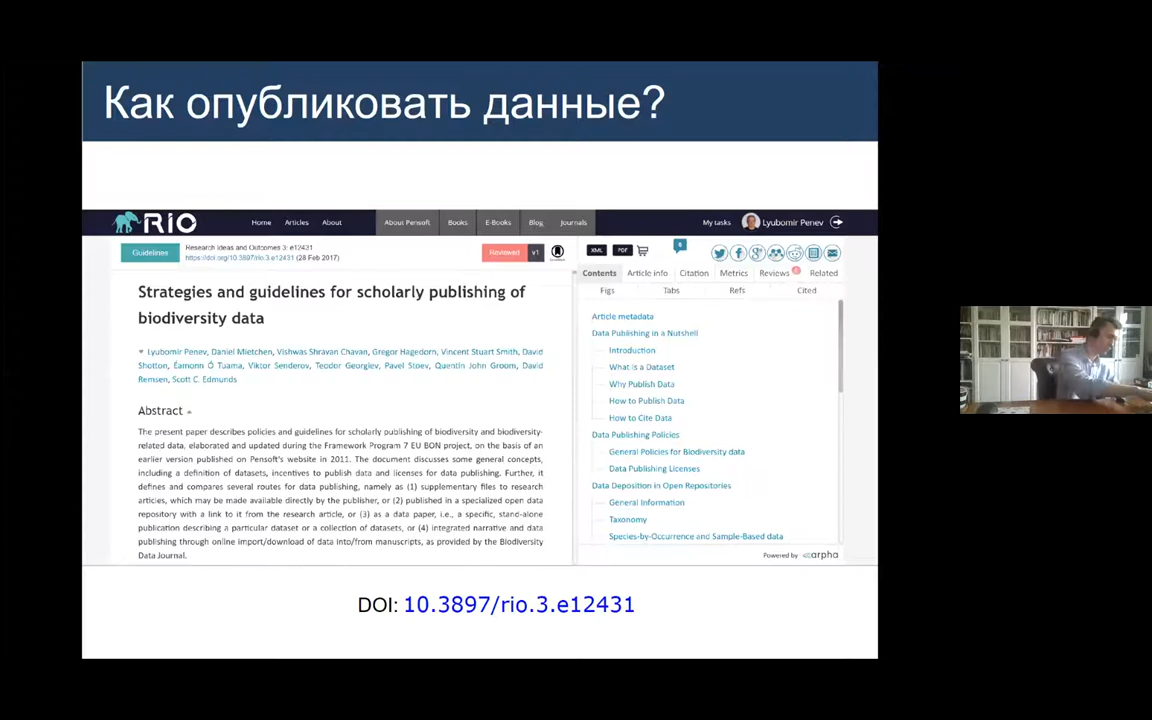 Как опубликовать данные?
RIO
Home Articles About About Pensoft Books E-Books Blog Journals My tasks Lyubomir Penev
Guidelines
Research Ideas and Outcomes 3: e12431
https://doi.org/10.3897/rio.3.e12431 (28 Feb 2017)
Reviewed v1
XML PDF
Contents Article info Citation Metrics Reviews Related
Figs Tabs Refs Cited
Strategies and guidelines for scholarly publishing of
biodiversity data
Lyubomir Penev, Daniel Mietchen, Vishwas Shravan Chavan, Gregor Hagedorn, Vincent Stuart Smith, David
Shotton, Éamonn Ó Tuama, Viktor Senderov, Teodor Georgiev, Pavel Stoev, Quentin John Groom, David
Remsen, Scott C. Edmunds
Abstract
The present paper describes policies and guidelines for scholarly publishing of biodiversity and biodiversity-
related data, elaborated and updated during the Framework Program 7 EU BON project, on the basis of an
earlier version published on Pensoft's website in 2011. The document discusses some general concepts,
including a definition of datasets, incentives to publish data and licenses for data publishing. Further, it
defines and compares several routes for data publishing, namely as (1) supplementary files to research
articles, which may be made available directly by the publisher, or (2) published in a specialized open data
repository with a link to it from the research article, or (3) as a data paper, i.e., a specific, stand-alone
publication describing a particular dataset or a collection of datasets, or (4) integrated narrative and data
publishing through online import/download of data into/from manuscripts, as provided by the Biodiversity
Data Journal.
Article metadata
Data Publishing in a Nutshell
Introduction
What Is a Dataset
Why Publish Data
How to Publish Data
How to Cite Data
Data Publishing Policies
General Policies for Biodiversity data
Data Publishing Licenses
Data Deposition in Open Repositories
General Information
Taxonomy
Species-by-Occurrence and Sample-Based data
Powered by arpha
DOI: 10.3897/rio.3.e12431